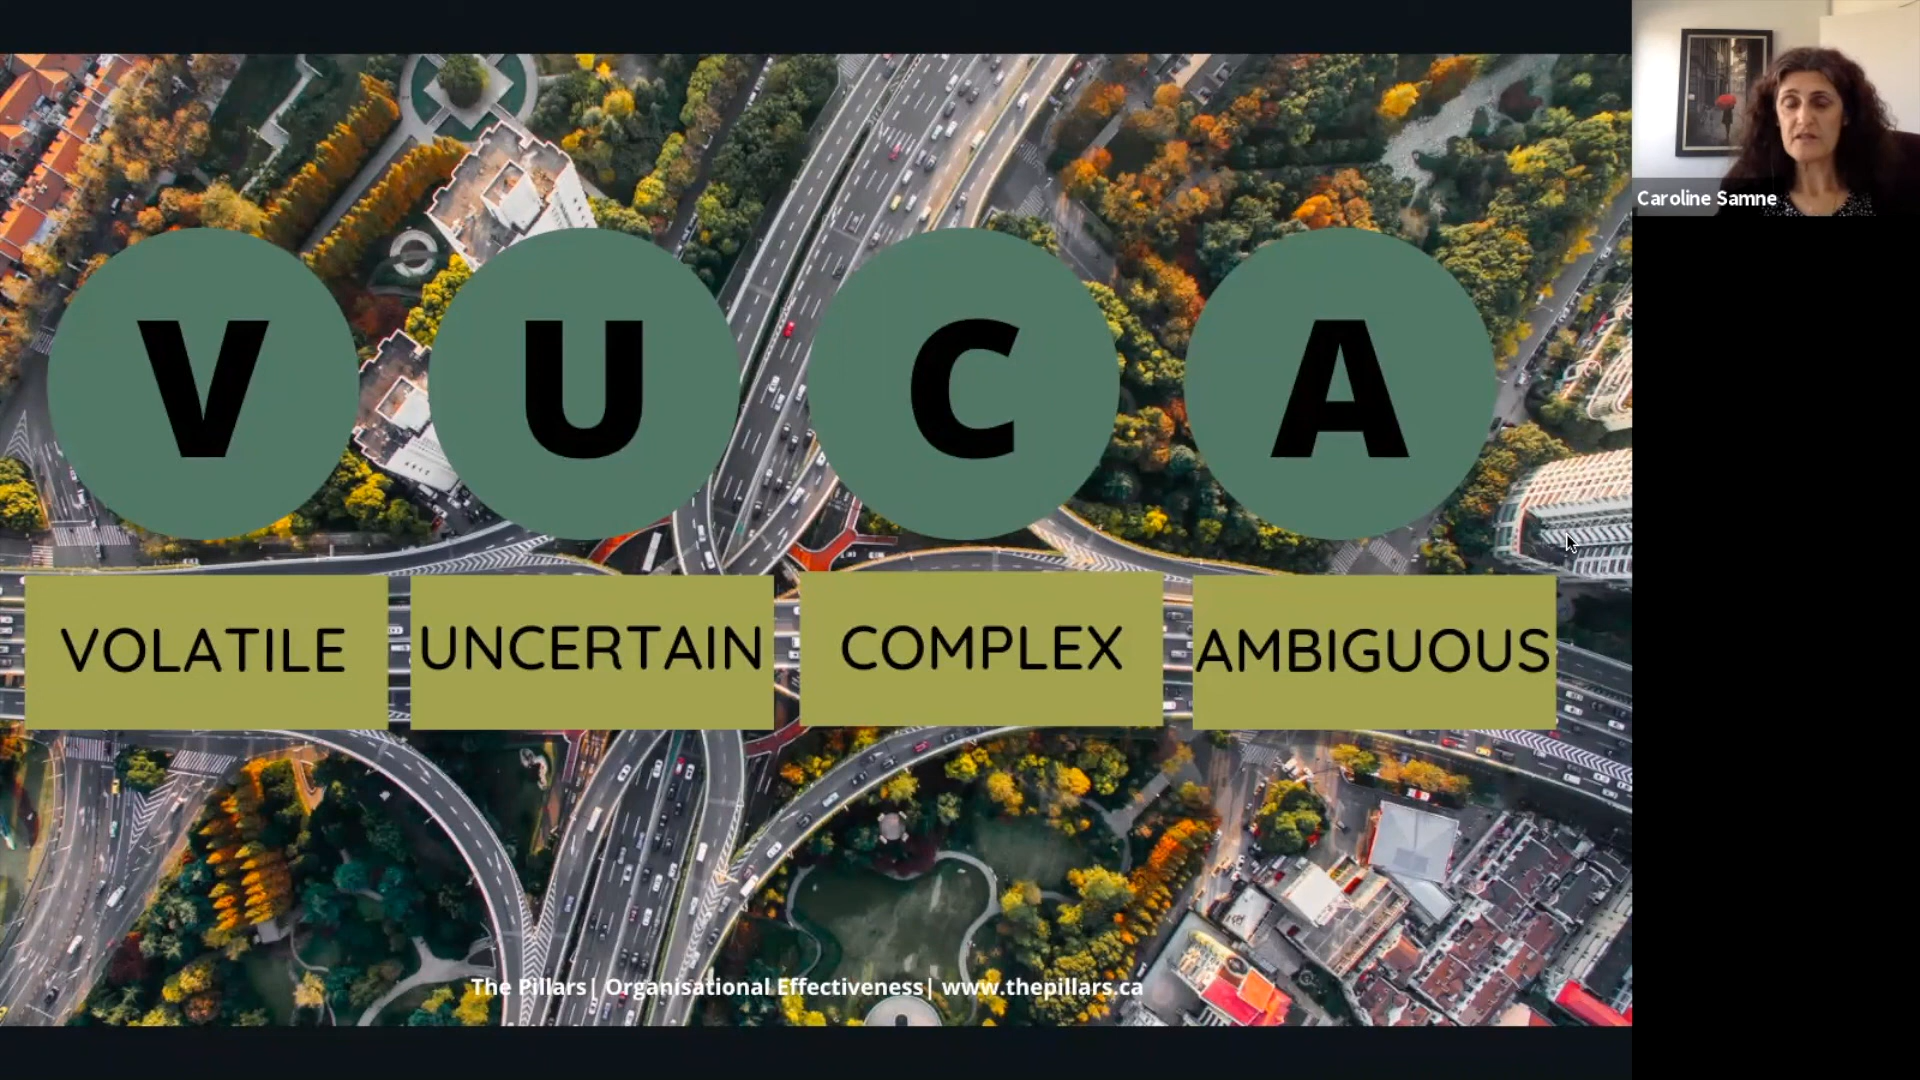 V U C A
VOLATILE UNCERTAIN COMPLEX AMBIGUOUS
The Pillars| Organisational Effectiveness| www.thepillars.ca
Caroline Samne